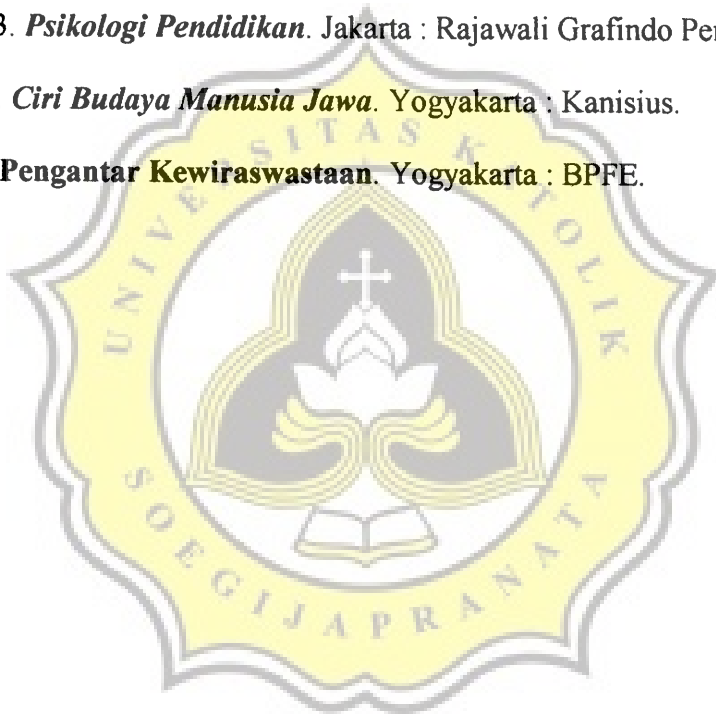 3. Psikologi Pendidikan. Jakarta : Rajawali Grafindo Per
Ciri Budaya Manusia Jawa. Yogyakarta : Kanisius.
Pengantar Kewiraswastaan. Yogyakarta : BPFE.
UNIVERSITAS KATOLIK
SOEGIJAPRANATA